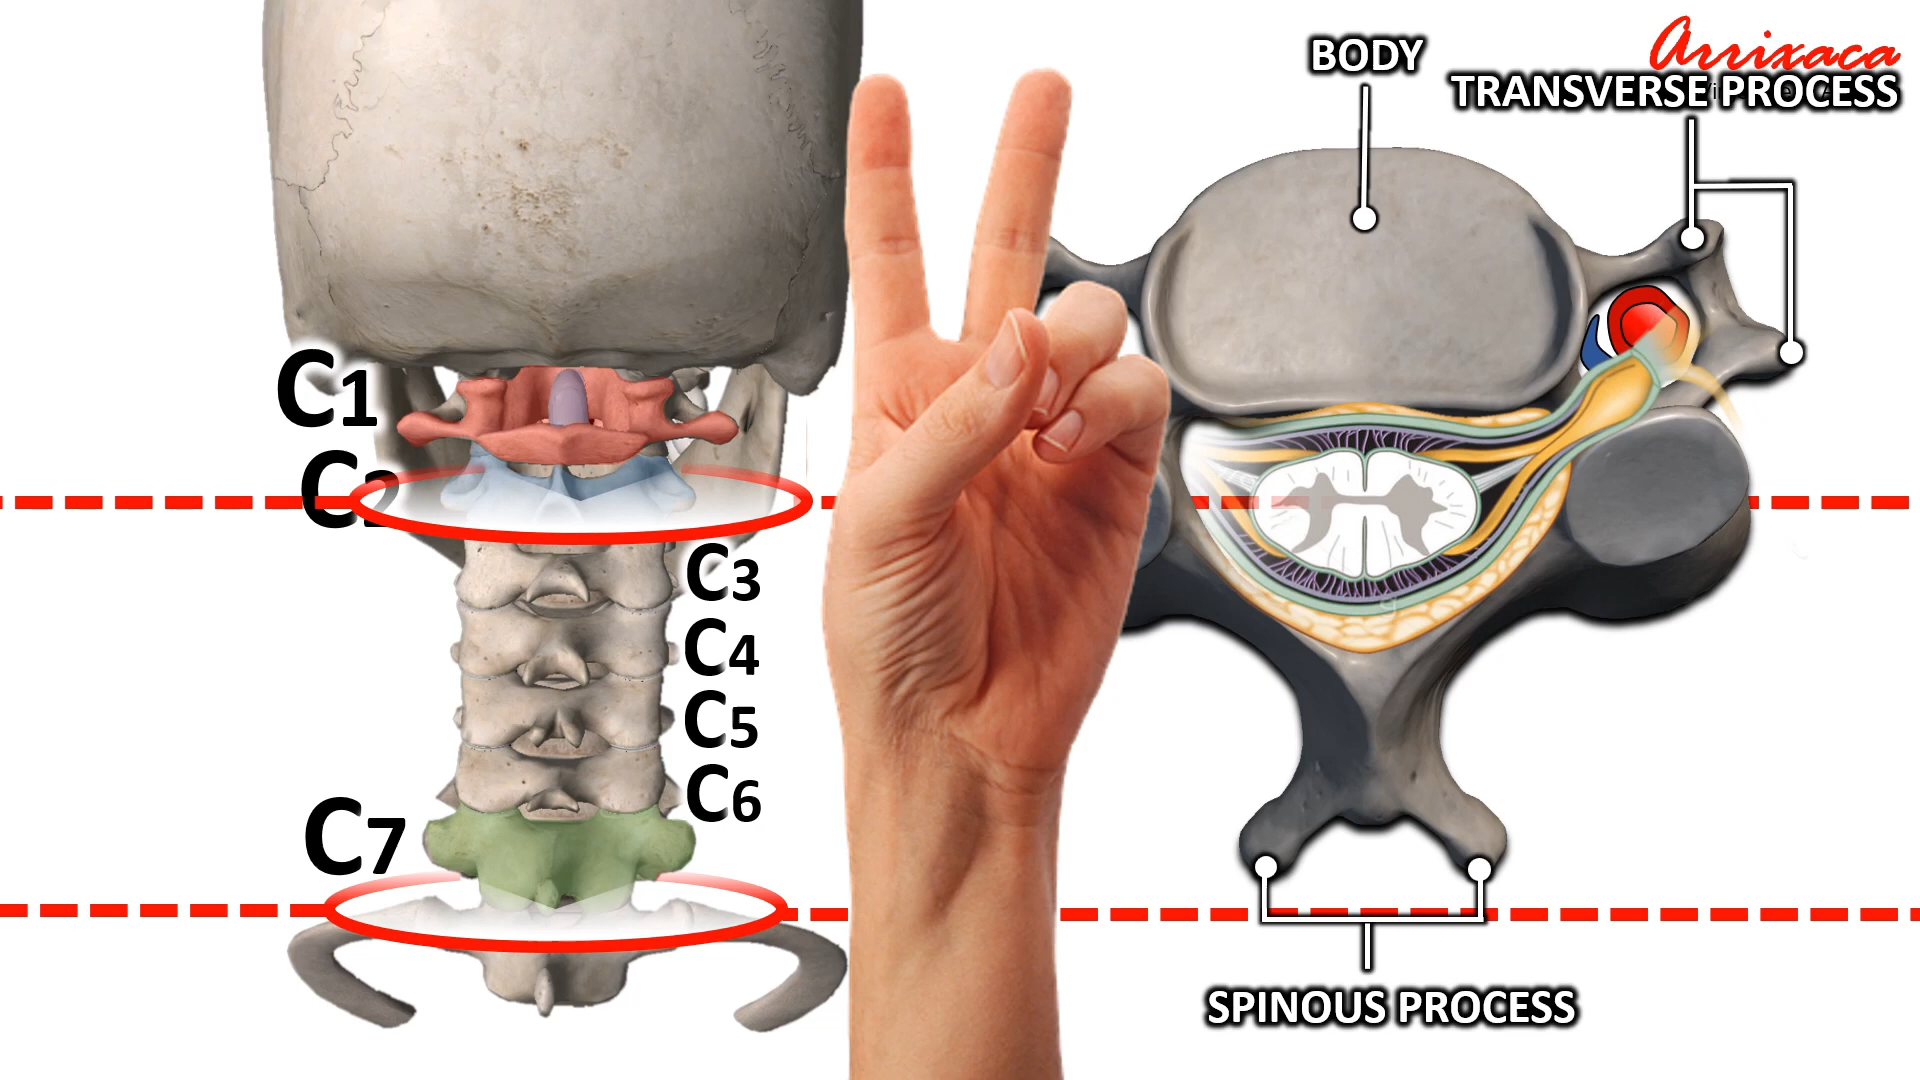 BODY
Arrixaca
TRANSVERSE PROCESS
C1
C2
C3
C4
C5
C6
C7
SPINOUS PROCESS